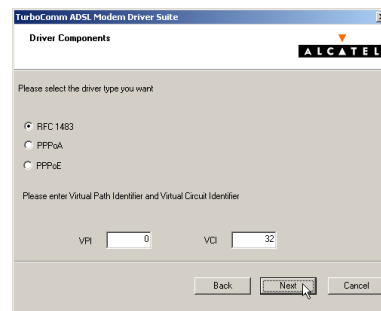 TurboComm ADSL Modem Driver Suite
Driver Components
ALCATEL
Please select the driver type you want
RFC 1483
PPPoA
PPPoE
Please enter Virtual Path Identifier and Virtual Circuit Identifier
VPI 0 VCI 32
Back Next Cancel